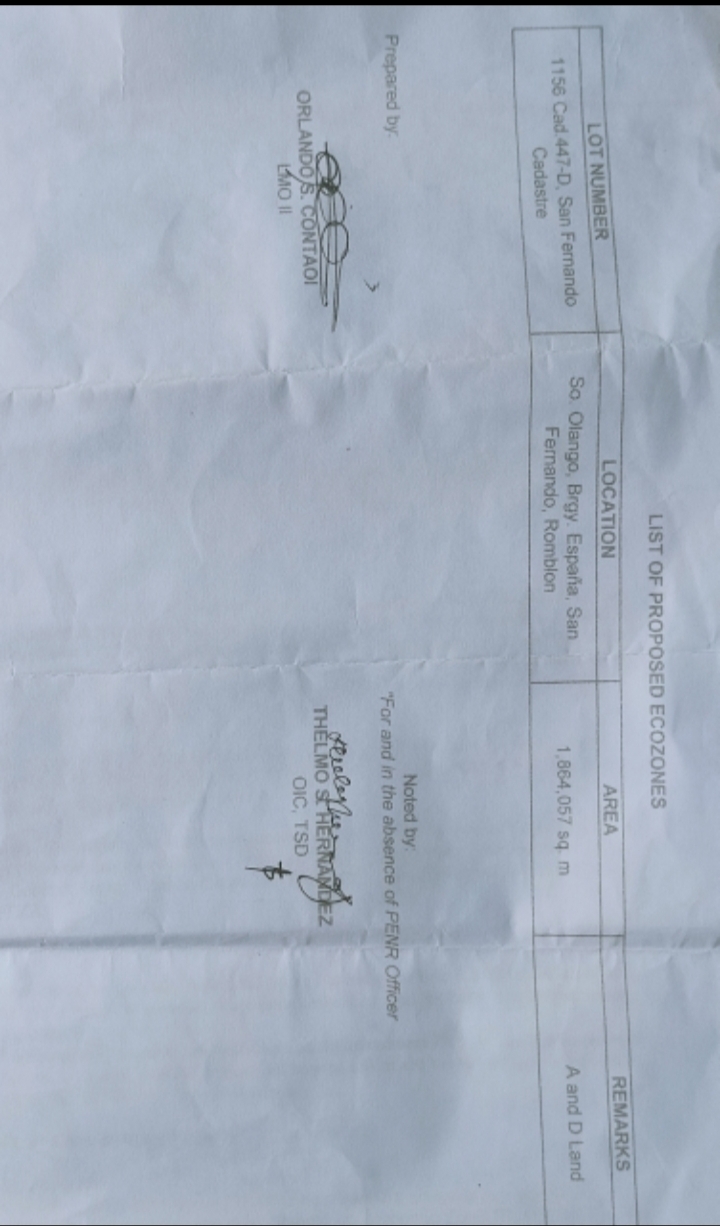 LIST OF PROPOSED ECOZONES
LOT NUMBER LOCATION AREA REMARKS
1156 Cad.447-D, San Fernando Cadastre
So. Olango, Brgy. España, San Fernando, Romblon
1,864,057 sq. m
A and D Land
Prepared by:
ORLANDO S. CONTAOI
LMO II
Noted by:
"For and in the absence of PENR Officer
THELMO S. HERNANDEZ
OIC, TSD